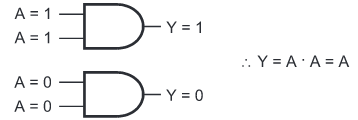 A = 1
A = 1
Y = 1
∴ Y = A · A = A
A = 0
A = 0
Y = 0